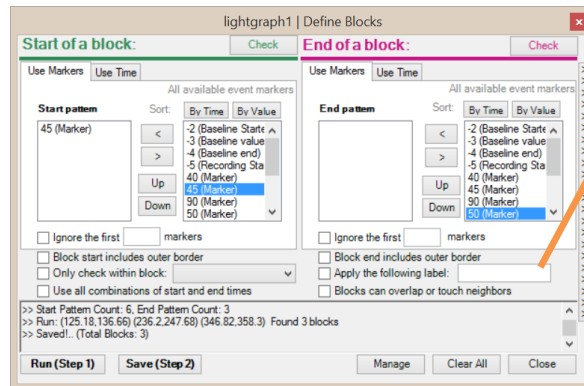 lightgraph1 | Define Blocks
Start of a block:
Check
End of a block:
Check
Use Markers
Use Time
All available event markers
Start pattern
Sort:
By Time
By Value
45 (Marker)
<
>
Up
Down
-2 (Baseline Starte
-3 (Baseline value
-4 (Baseline end)
-5 (Recording Sta
40 (Marker)
45 (Marker)
90 (Marker)
50 (Marker)
Ignore the first
markers
Use Markers
Use Time
All available event markers
End pattern
Sort:
By Time
By Value
<
>
Up
Down
-2 (Baseline Starte
-3 (Baseline value
-4 (Baseline end)
-5 (Recording Sta
40 (Marker)
45 (Marker)
90 (Marker)
50 (Marker)
Ignore the first
markers
Block start includes outer border
Only check within block:
Use all combinations of start and end times
Block end includes outer border
Apply the following label:
Blocks can overlap or touch neighbors
>> Start Pattern Count: 6, End Pattern Count: 3
>> Run: (125.18,136.66) (236.2,247.68) (346.82,358.3) Found 3 blocks
>> Saved!.. (Total Blocks: 3)
Run (Step 1)
Save (Step 2)
Manage
Clear All
Close